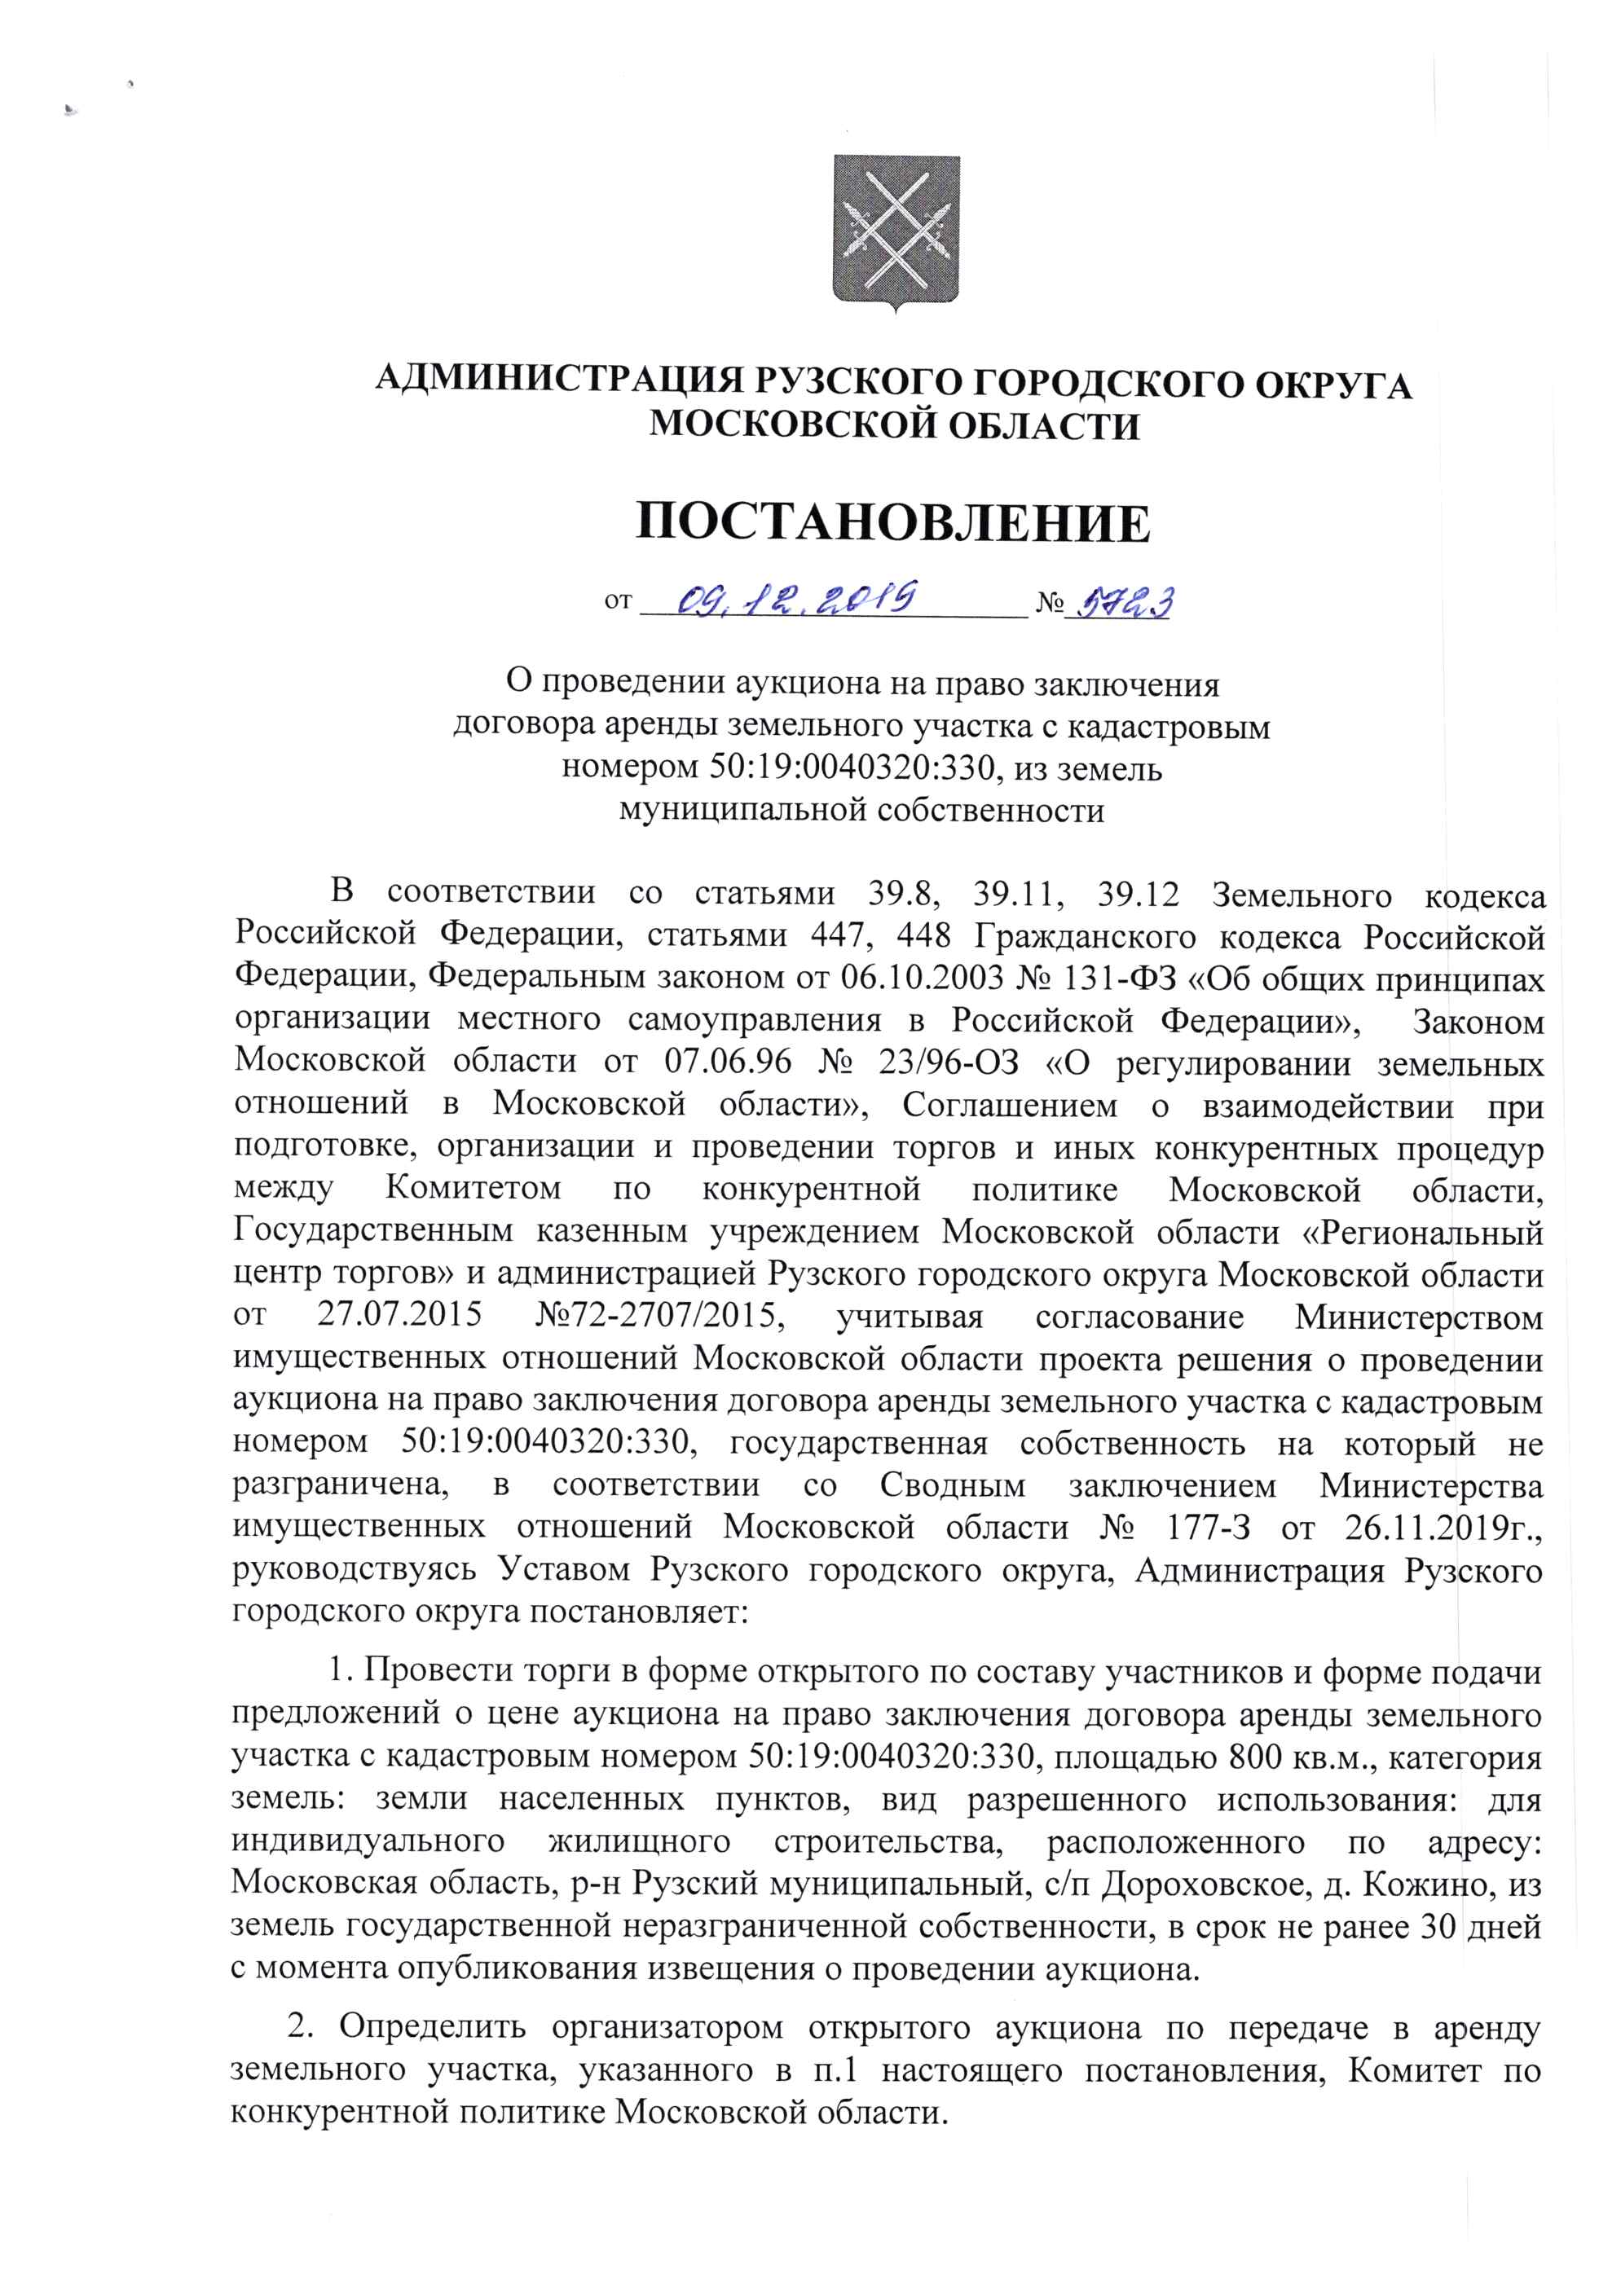 АДМИНИСТРАЦИЯ РУЗСКОГО ГОРОДСКОГО ОКРУГА
МОСКОВСКОЙ ОБЛАСТИ
ПОСТАНОВЛЕНИЕ
от 09.12.2019 № 5723
О проведении аукциона на право заключения
договора аренды земельного участка с кадастровым
номером 50:19:0040320:330, из земель
муниципальной собственности
В соответствии со статьями 39.8, 39.11, 39.12 Земельного кодекса
Российской Федерации, статьями 447, 448 Гражданского кодекса Российской
Федерации, Федеральным законом от 06.10.2003 № 131-ФЗ «Об общих принципах
организации местного самоуправления в Российской Федерации», Законом
Московской области от 07.06.96 № 23/96-ОЗ «О регулировании земельных
отношений в Московской области», Соглашением о взаимодействии при
подготовке, организации и проведении торгов и иных конкурентных процедур
между Комитетом по конкурентной политике Московской области,
Государственным казенным учреждением Московской области «Региональный
центр торгов» и администрацией Рузского городского округа Московской области
от 27.07.2015 №72-2707/2015, учитывая согласование Министерством
имущественных отношений Московской области проекта решения о проведении
аукциона на право заключения договора аренды земельного участка с кадастровым
номером 50:19:0040320:330, государственная собственность на который не
разграничена, в соответствии со Сводным заключением Министерства
имущественных отношений Московской области № 177-З от 26.11.2019г.,
руководствуясь Уставом Рузского городского округа, Администрация Рузского
городского округа постановляет:
1. Провести торги в форме открытого по составу участников и форме подачи
предложений о цене аукциона на право заключения договора аренды земельного
участка с кадастровым номером 50:19:0040320:330, площадью 800 кв.м., категория
земель: земли населенных пунктов, вид разрешенного использования: для
индивидуального жилищного строительства, расположенного по адресу:
Московская область, р-н Рузский муниципальный, с/п Дороховское, д. Кожино, из
земель государственной неразграниченной собственности, в срок не ранее 30 дней
с момента опубликования извещения о проведении аукциона.
2. Определить организатором открытого аукциона по передаче в аренду
земельного участка, указанного в п.1 настоящего постановления, Комитет по
конкурентной политике Московской области.